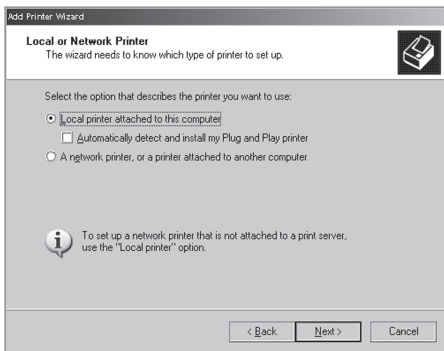 Add Printer Wizard
Local or Network Printer
The wizard needs to know which type of printer to set up.
Select the option that describes the printer you want to use:
Local printer attached to this computer
Automatically detect and install my Plug and Play printer
A network printer, or a printer attached to another computer
To set up a network printer that is not attached to a print server,
use the "Local printer" option.
< Back Next > Cancel